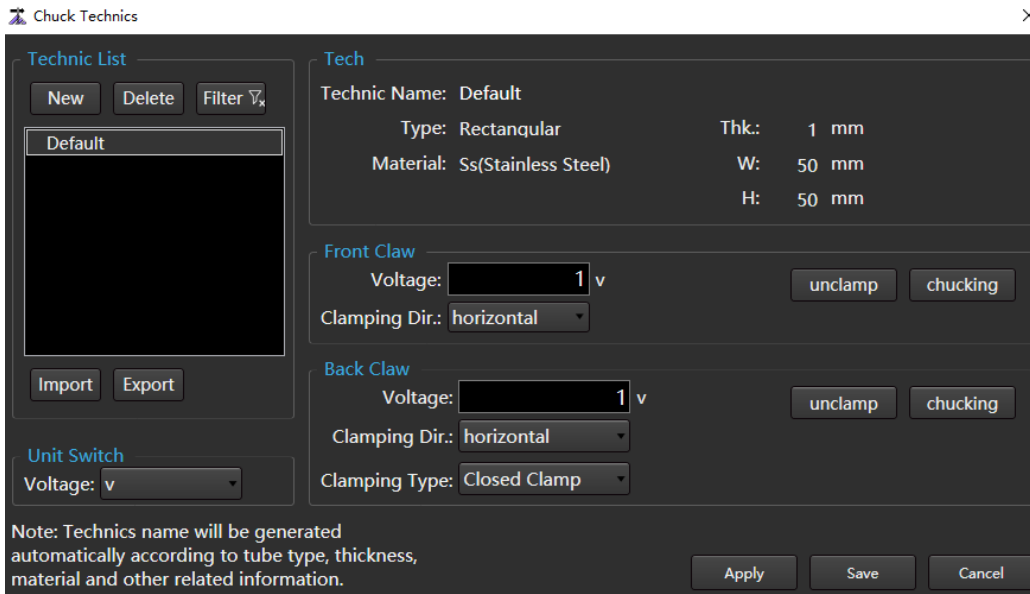 Chuck Technics
Technic List
New Delete Filter
Default
Import Export
Unit Switch
Voltage: v
Note: Technics name will be generated
automatically according to tube type, thickness,
material and other related information.
Tech
Technic Name: Default
Type: Rectangular Thk.: 1 mm
Material: Ss(Stainless Steel) W: 50 mm
H: 50 mm
Front Claw
Voltage: 1 v unclamp chucking
Clamping Dir.: horizontal
Back Claw
Voltage: 1 v unclamp chucking
Clamping Dir.: horizontal
Clamping Type: Closed Clamp
Apply Save Cancel